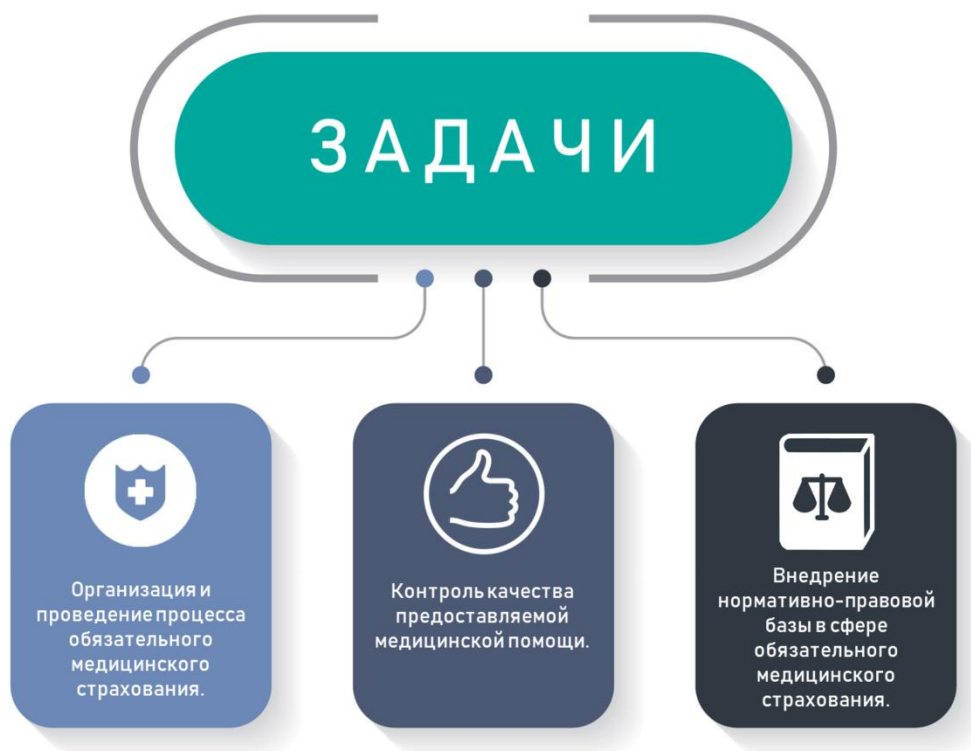 ЗАДАЧИ
Организация и
проведение процесса
обязательного
медицинского
страхования.
Контроль качества
предоставляемой
медицинской помощи.
Внедрение
нормативно-правовой
базы в сфере
обязательного
медицинского
страхования.